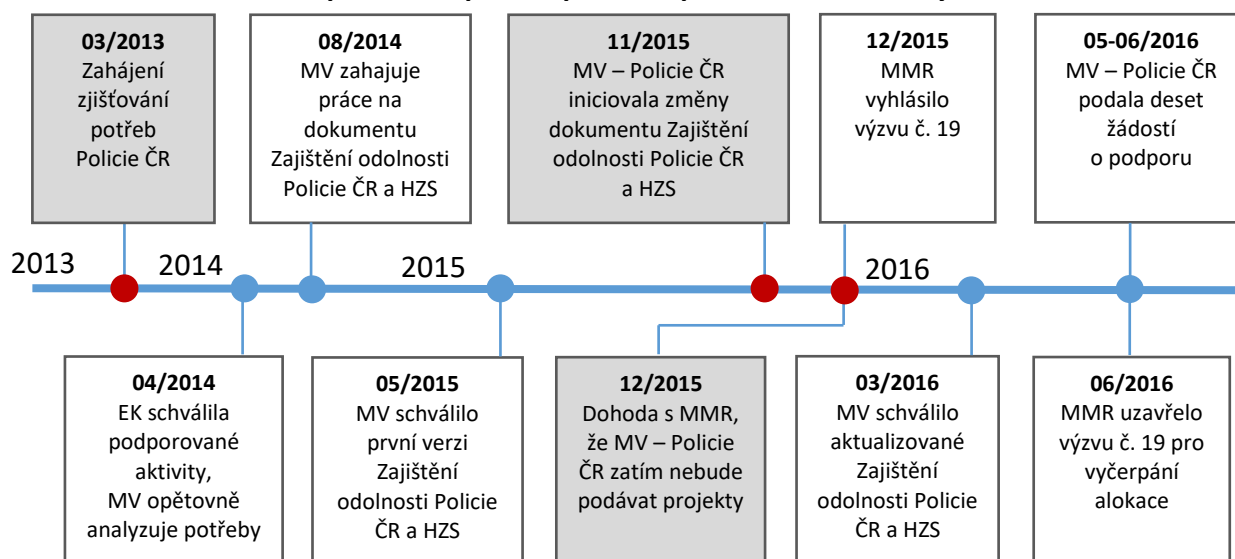 03/2013
Zahájení
zjišťování
potřeb
Policie ČR
08/2014
MV zahajuje
práce na
dokumentu
Zajištění odolnosti
Policie ČR a HZS
11/2015
MV – Policie ČR
iniciovala změny
dokumentu Zajištění
odolnosti Policie ČR
a HZS
12/2015
MMR
vyhlásilo
výzvu č. 19
05-06/2016
MV – Policie ČR
podala deset
žádostí
o podporu
2013
2014
2015
2016
04/2014
EK schválila
podporované
aktivity,
MV opětovně
analyzuje potřeby
05/2015
MV schválilo
první verzi
Zajištění
odolnosti Policie
ČR a HZS
12/2015
Dohoda s MMR,
že MV – Policie
ČR zatím nebude
podávat projekty
03/2016
MV schválilo
aktualizované
Zajištění
odolnosti Policie
ČR a HZS
06/2016
MMR uzavřelo
výzvu č. 19 pro
vyčerpání
alokace